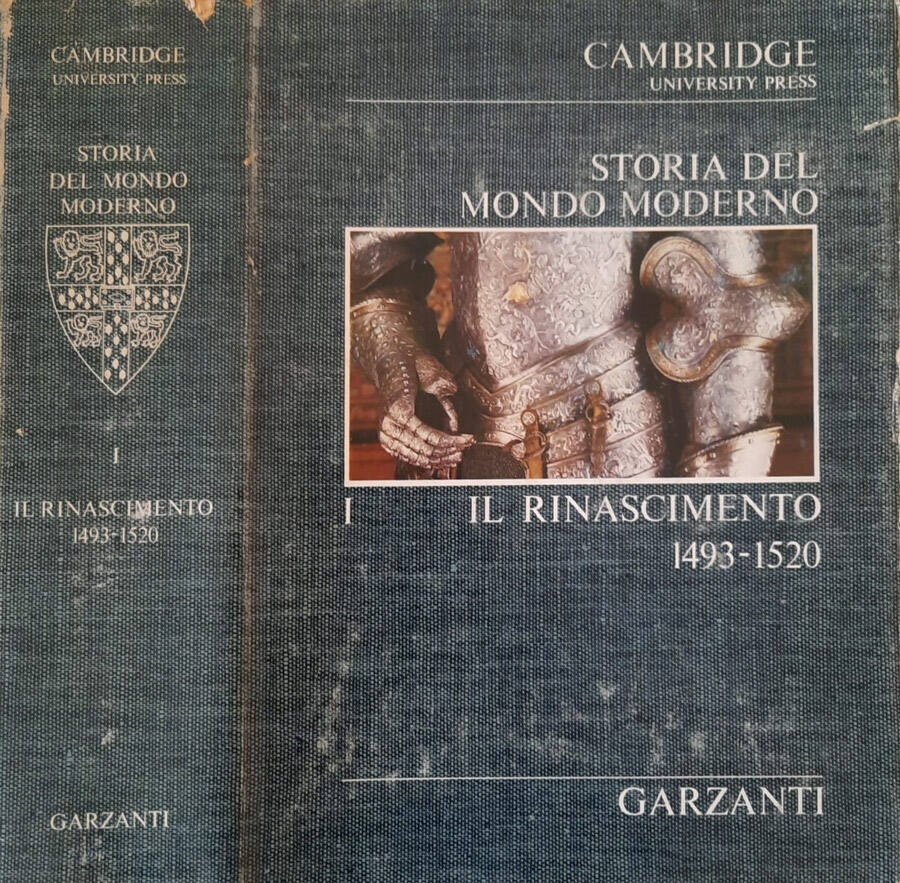 CAMBRIDGE
UNIVERSITY PRESS
STORIA
DEL MONDO
MODERNO
I
IL RINASCIMENTO
1493-1520
GARZANTI
CAMBRIDGE
UNIVERSITY PRESS
STORIA DEL
MONDO MODERNO
I IL RINASCIMENTO
1493-1520
GARZANTI